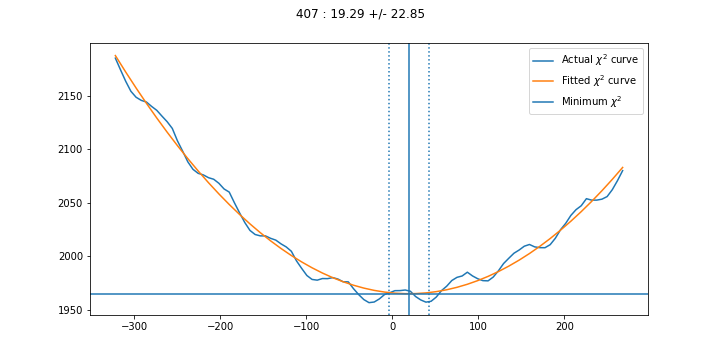 407 : 19.29 +/- 22.85
Actual χ² curve
Fitted χ² curve
Minimum χ²
2150
2100
2050
2000
1950
−300
−200
−100
0
100
200